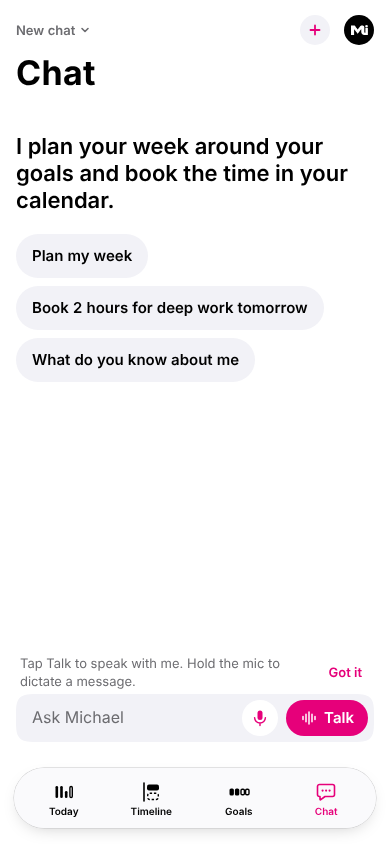 New chat
Mi
Chat
I plan your week around your
goals and book the time in your
calendar.
Plan my week
Book 2 hours for deep work tomorrow
What do you know about me
Tap Talk to speak with me. Hold the mic to
dictate a message.
Got it
Ask Michael
Talk
Today
Timeline
Goals
Chat